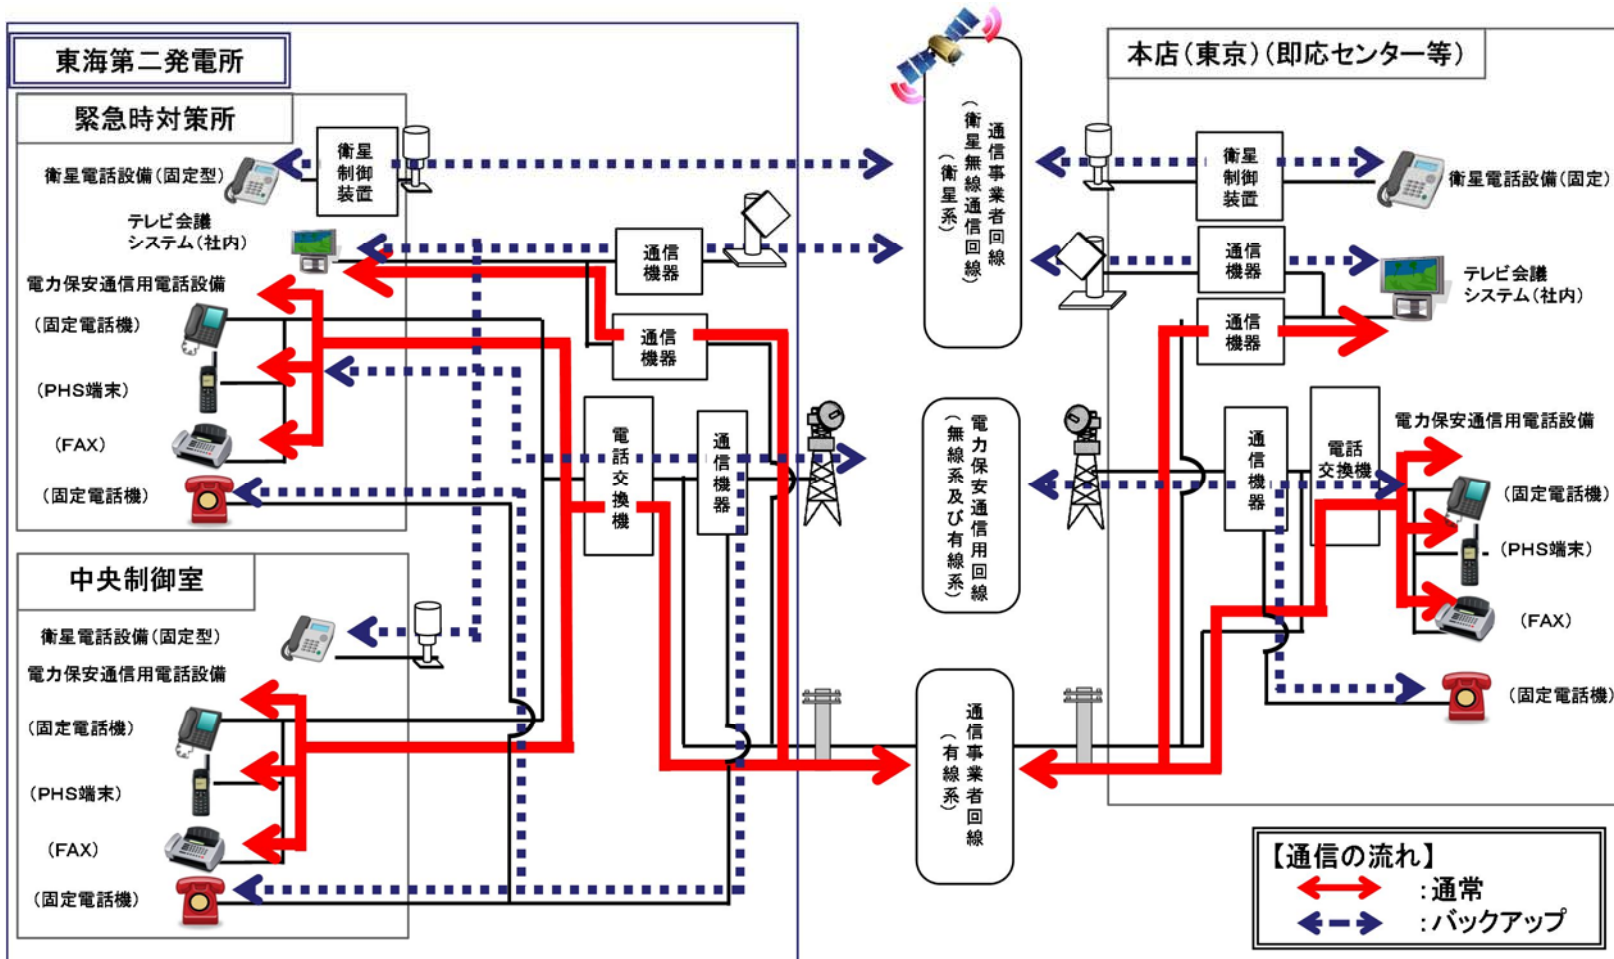 東海第二発電所
緊急時対策所
衛星電話設備(固定型)
衛星
制御
装置
テレビ会議
システム(社内)
通信
機器
電力保安通信用電話設備
(固定電話機)
通信
機器
(PHS端末)
(FAX)
(固定電話機)
電話交換機
通信機器
中央制御室
衛星電話設備(固定型)
電力保安通信用電話設備
(固定電話機)
(PHS端末)
(FAX)
(固定電話機)
通信事業者回線
(衛星無線通信回線)
(衛星系)
電力保安通信用回線
(無線系及び有線系)
通信事業者回線
(有線系)
本店(東京)(即応センター等)
衛星
制御
装置
衛星電話設備(固定)
通信
機器
テレビ会議
システム(社内)
通信
機器
通信機器
電話
交換機
電力保安通信用電話設備
(固定電話機)
(PHS端末)
(FAX)
(固定電話機)
【通信の流れ】
:通常
:バックアップ